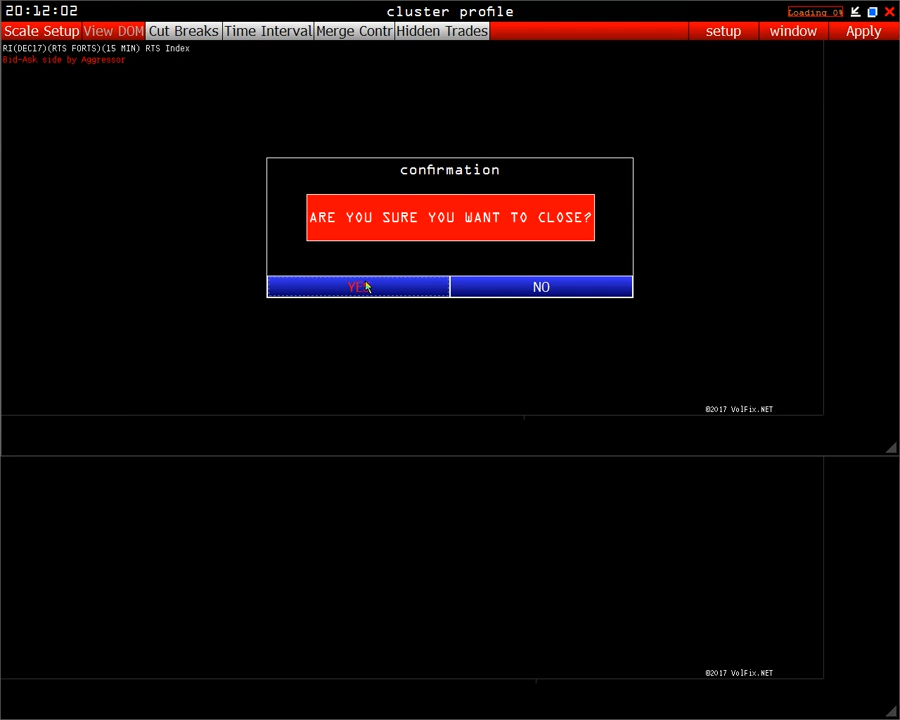 20:12:02
cluster profile
Loading 0%
Scale Setup View DOM Cut Breaks Time Interval Merge Contr Hidden Trades
setup window Apply
RI(DEC17)(RTS FORTS)(15 MIN) RTS Index
Bid-Ask side by Aggressor
confirmation
ARE YOU SURE YOU WANT TO CLOSE?
YES NO
©2017 VolFix.NET
©2017 VolFix.NET